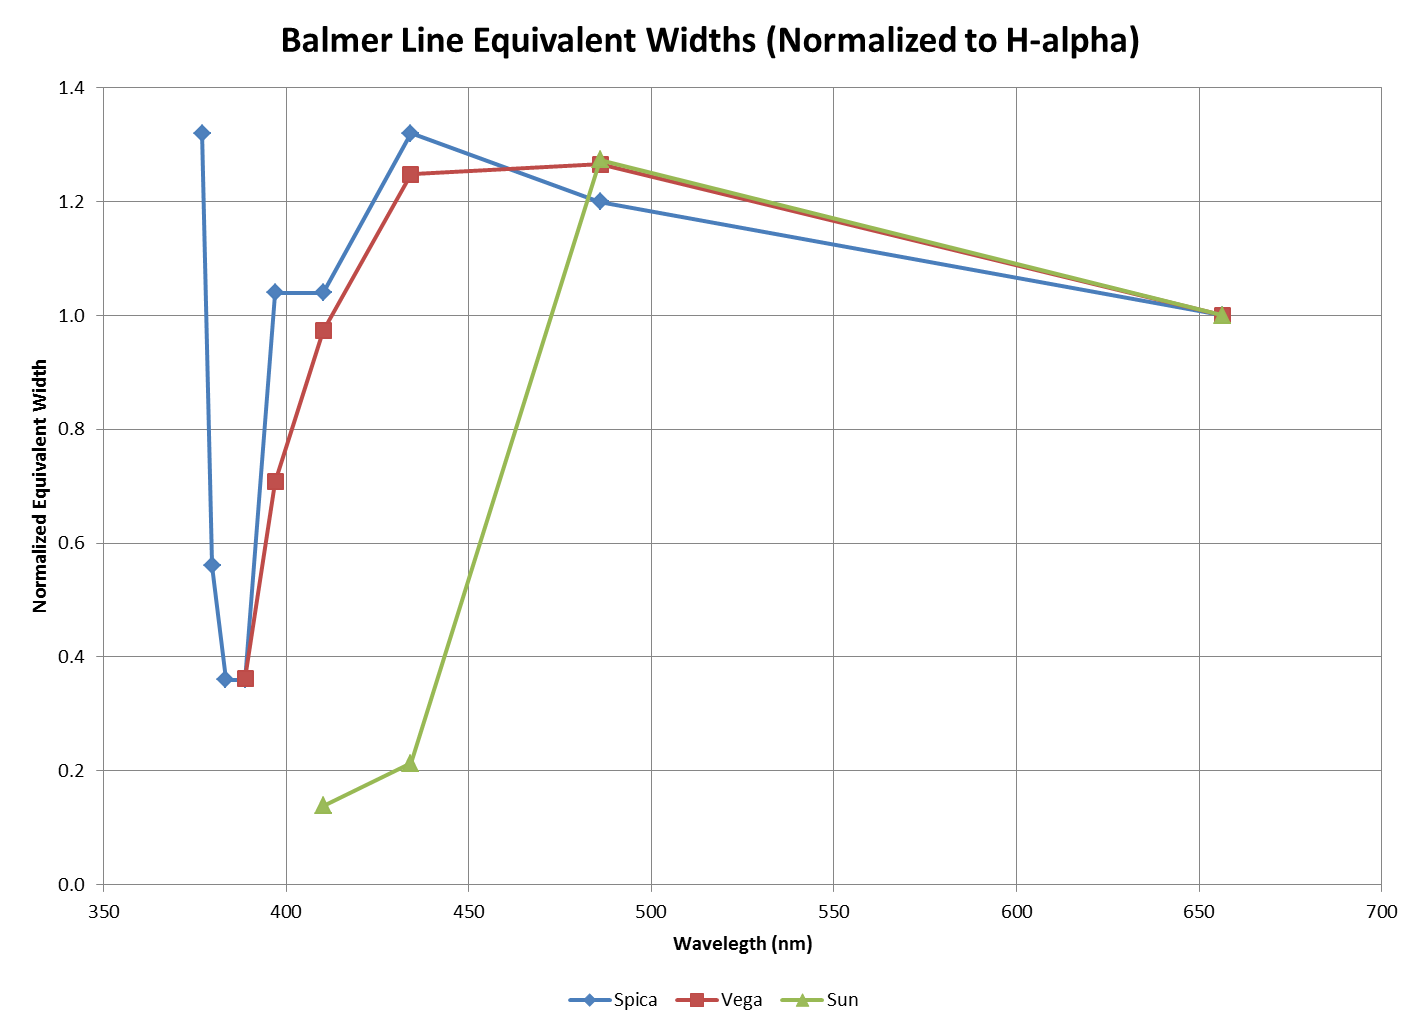 Balmer Line Equivalent Widths (Normalized to H-alpha)
1.4
1.2
1.0
0.8
0.6
0.4
0.2
0.0
Normalized Equivalent Width
350 400 450 500 550 600 650 700
Wavelegth (nm)
Spica Vega Sun